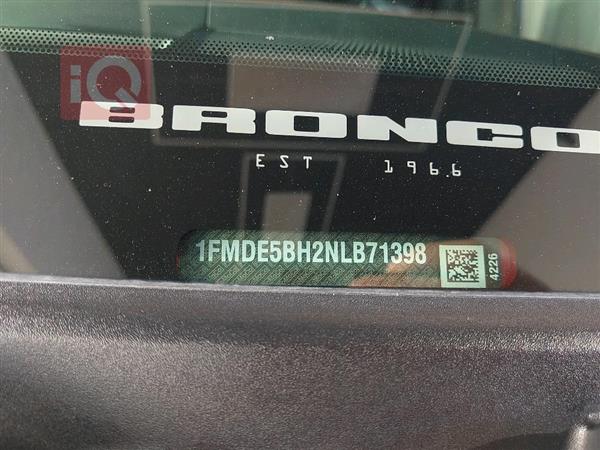 iQ
BRONCO
EST 1966
1FMDE5BH2NLB71398
4226